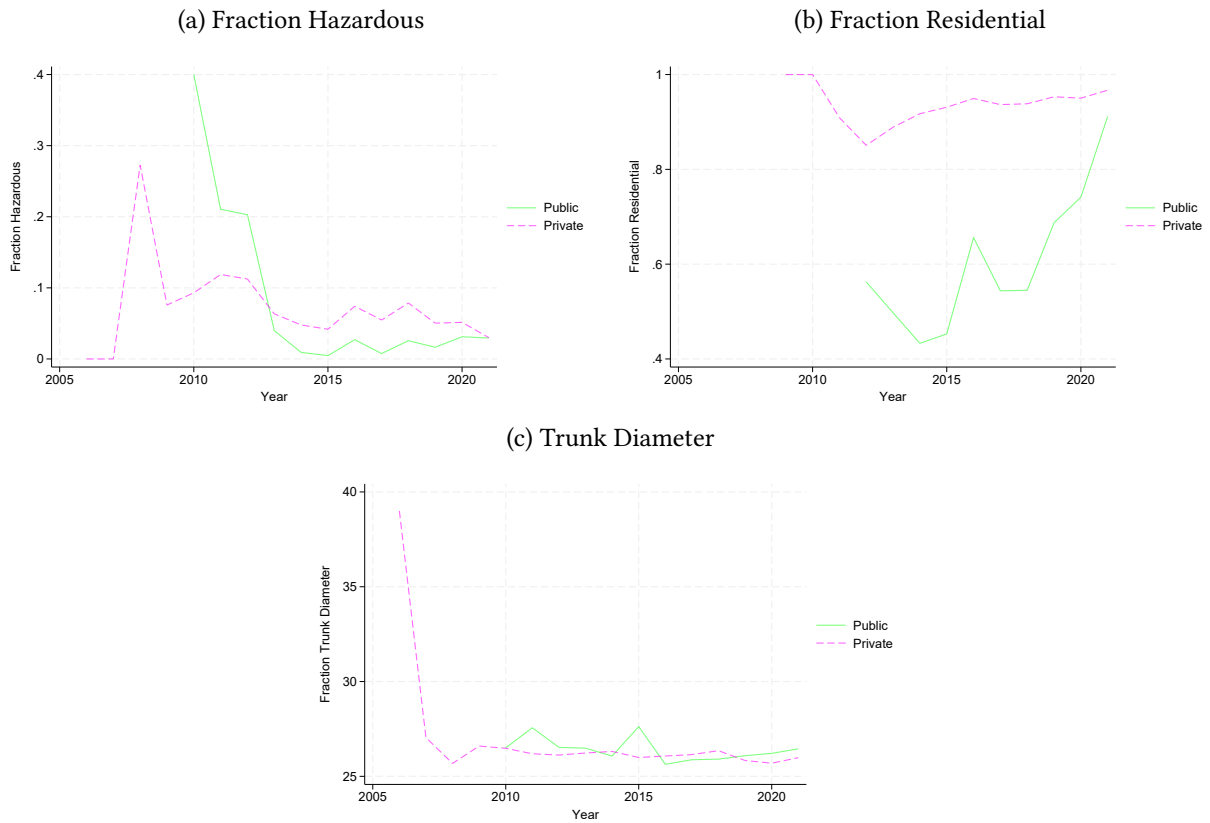 (a) Fraction Hazardous
.4
.3
.2
.1
0
Fraction Hazardous
2005
2010
2015
2020
Year
Public
Private
(b) Fraction Residential
1
.8
.6
.4
Fraction Residential
2005
2010
2015
2020
Year
Public
Private
(c) Trunk Diameter
40
35
30
25
Fraction Trunk Diameter
2005
2010
2015
2020
Year
Public
Private